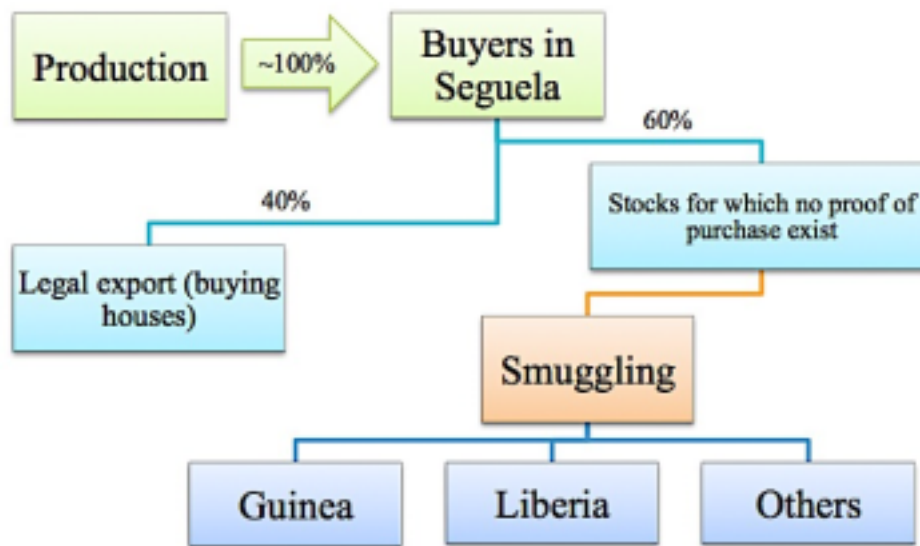 Production
~100%
Buyers in
Seguela
60%
40%
Stocks for which no proof of
purchase exist
Legal export (buying
houses)
Smuggling
Guinea
Liberia
Others